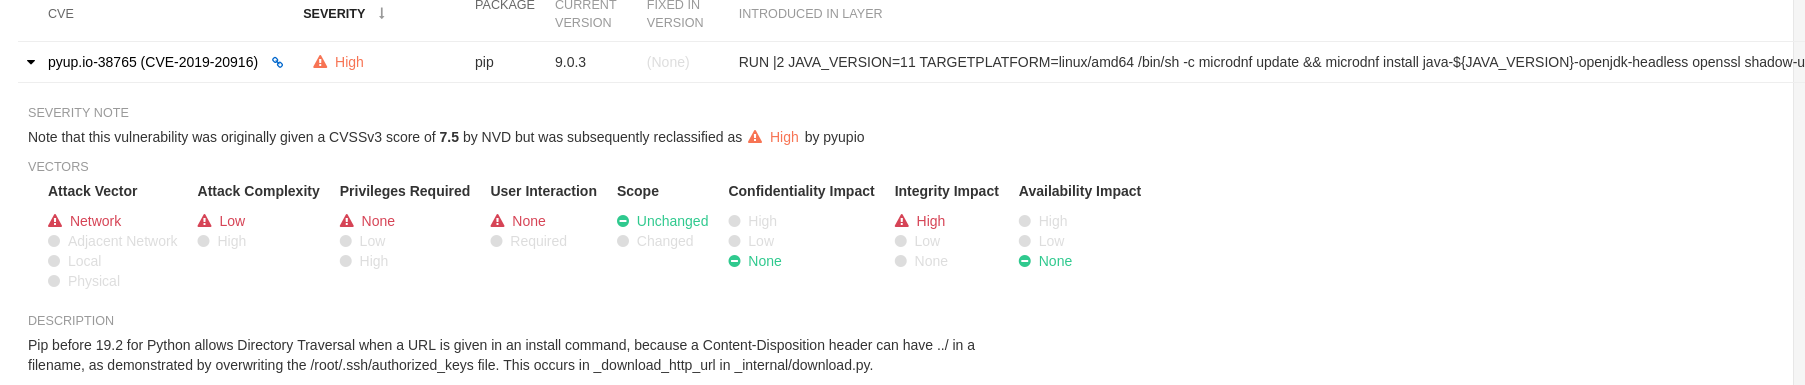 CVE SEVERITY ↓ PACKAGE CURRENT VERSION FIXED IN VERSION INTRODUCED IN LAYER
pyup.io-38765 (CVE-2019-20916) High pip 9.0.3 (None) RUN |2 JAVA_VERSION=11 TARGETPLATFORM=linux/amd64 /bin/sh -c microdnf update && microdnf install java-${JAVA_VERSION}-openjdk-headless openssl shadow-u
SEVERITY NOTE
Note that this vulnerability was originally given a CVSSv3 score of 7.5 by NVD but was subsequently reclassified as High by pyupio
VECTORS
Attack Vector Attack Complexity Privileges Required User Interaction Scope Confidentiality Impact Integrity Impact Availability Impact
Network Low None None Unchanged High High High
Adjacent Network High Low Required Changed Low Low Low
Local High None None None
Physical
DESCRIPTION
Pip before 19.2 for Python allows Directory Traversal when a URL is given in an install command, because a Content-Disposition header can have ../ in a
filename, as demonstrated by overwriting the /root/.ssh/authorized_keys file. This occurs in _download_http_url in _internal/download.py.